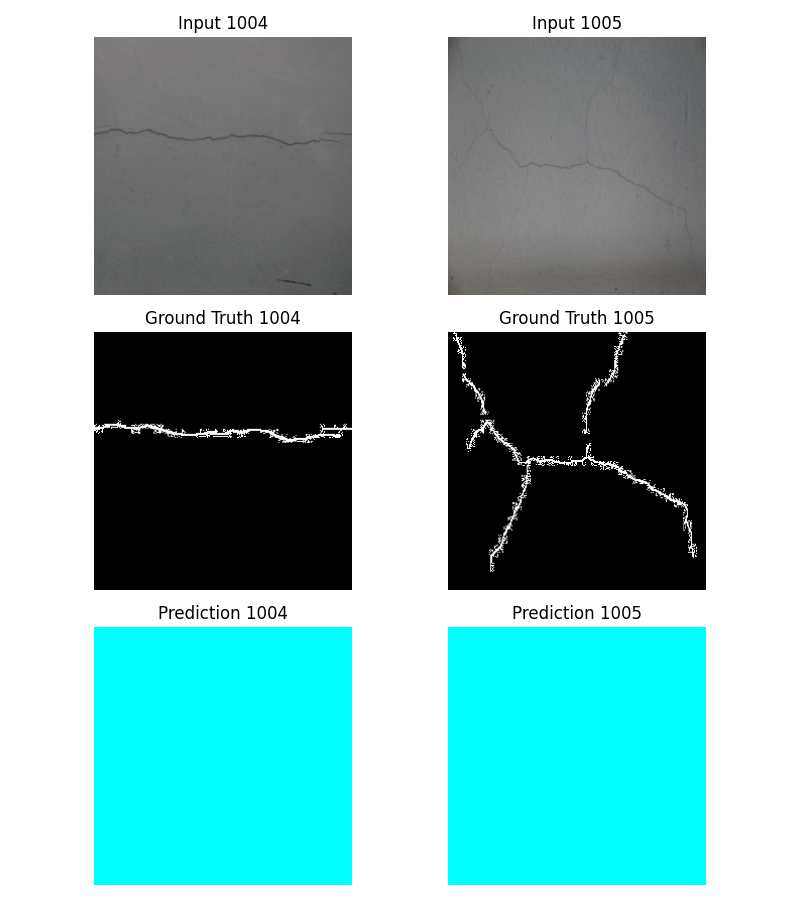 Input 1004
Input 1005
Ground Truth 1004
Ground Truth 1005
Prediction 1004
Prediction 1005